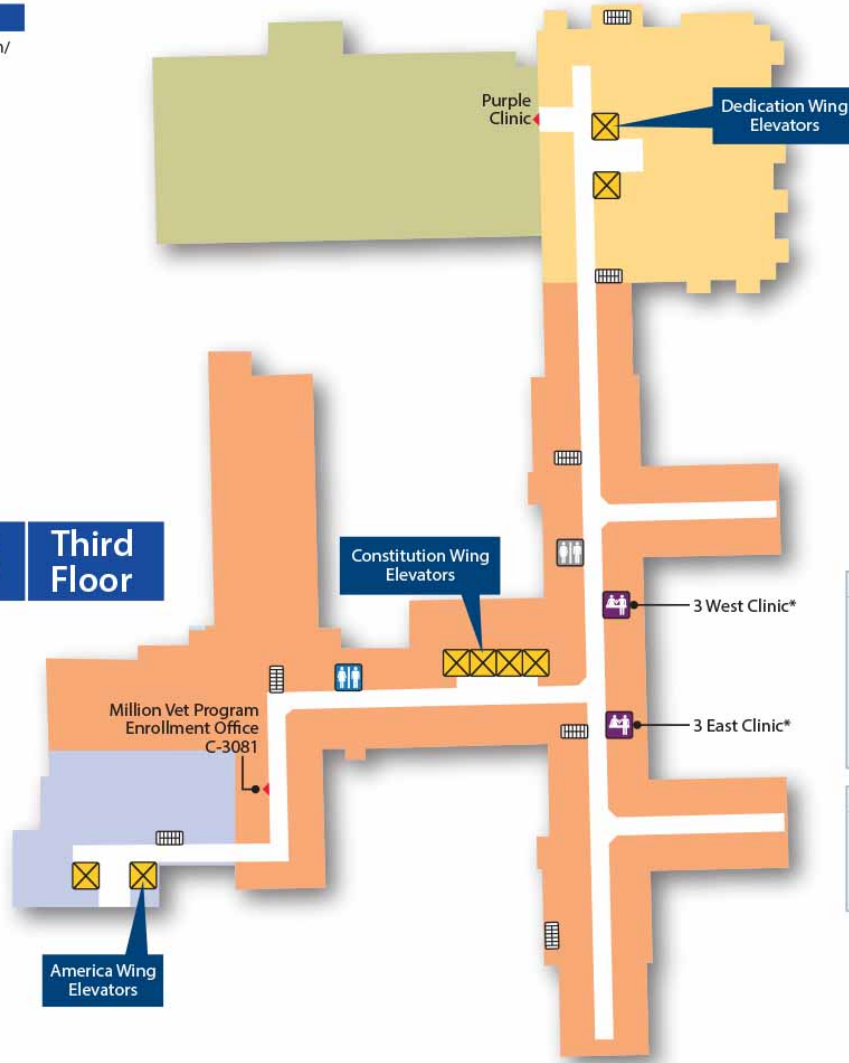 n/
Purple
Clinic
Dedication Wing
Elevators
Third
Floor
Constitution Wing
Elevators
3 West Clinic*
Million Vet Program
Enrollment Office
C-3081
3 East Clinic*
America Wing
Elevators